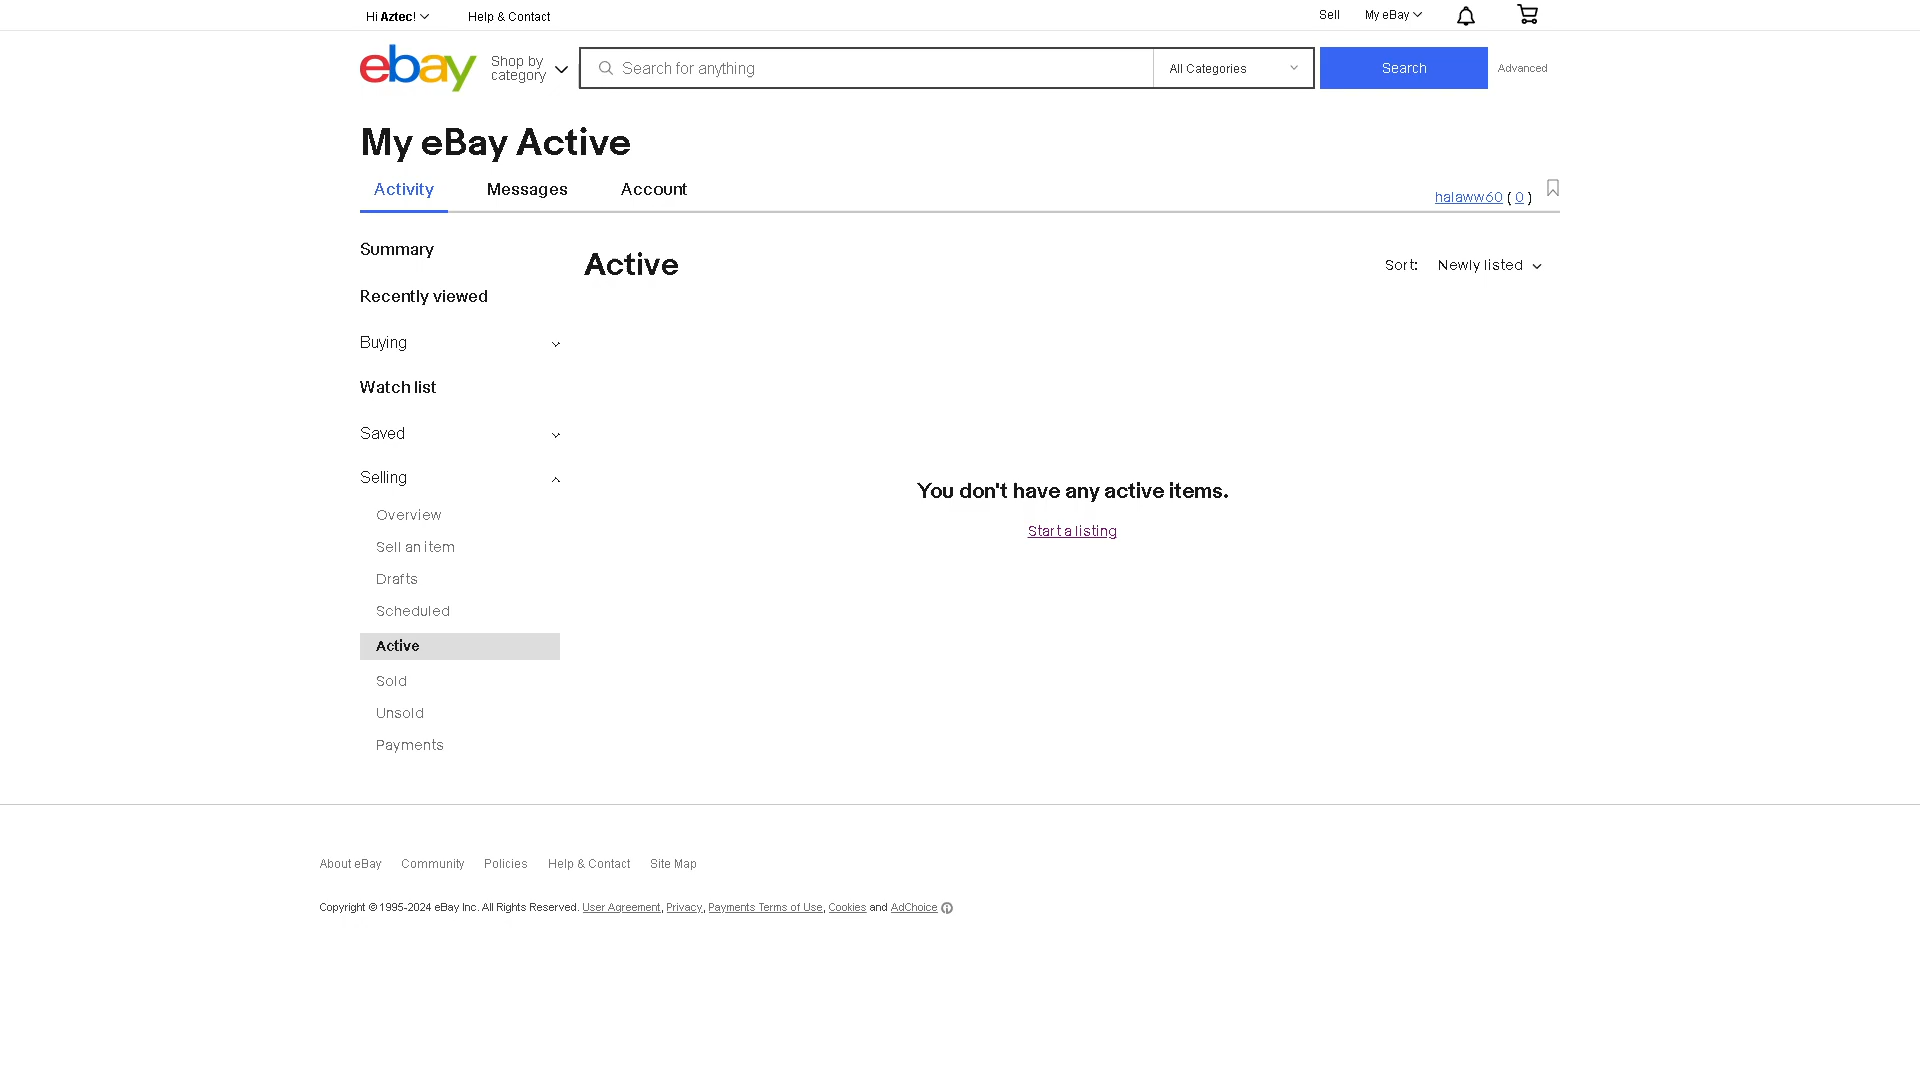 Hi Aztec!
Help & Contact
Sell
My eBay
ebay
Shop by
category
Search for anything
All Categories
Search
Advanced
My eBay Active
Activity
Messages
Account
halaww60 ( 0 )
Summary
Active
Sort:
Newly listed
Recently viewed
Buying
Watch list
Saved
Selling
You don't have any active items.
Start a listing
Overview
Sell an item
Drafts
Scheduled
Active
Sold
Unsold
Payments
About eBay
Community
Policies
Help & Contact
Site Map
Copyright © 1995-2024 eBay Inc. All Rights Reserved. User Agreement, Privacy, Payments Terms of Use, Cookies and AdChoice